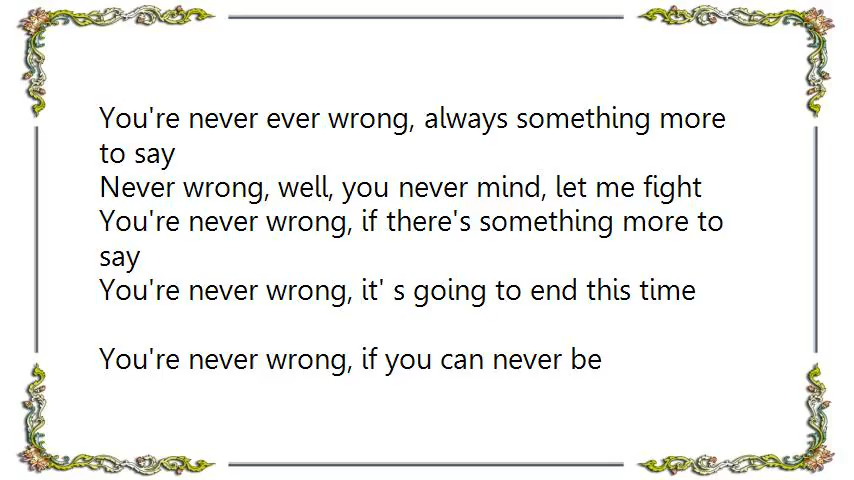 You're never ever wrong, always something more
to say
Never wrong, well, you never mind, let me fight
You're never wrong, if there's something more to
say
You're never wrong, it' s going to end this time
You're never wrong, if you can never be